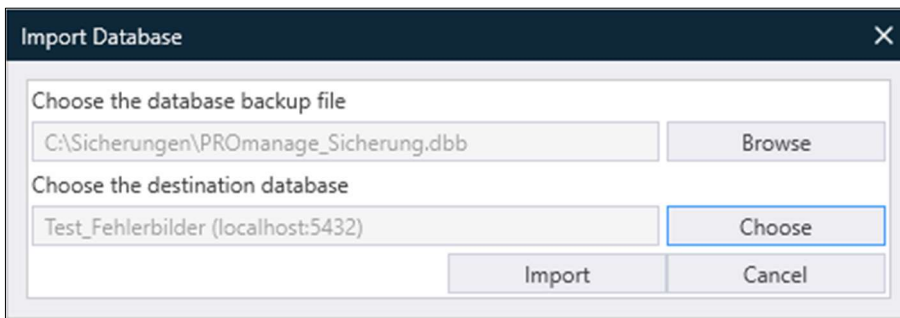 Import Database
Choose the database backup file
C:\Sicherungen\PROmanage_Sicherung.dbb Browse
Choose the destination database
Test_Fehlerbilder (localhost:5432) Choose
Import Cancel